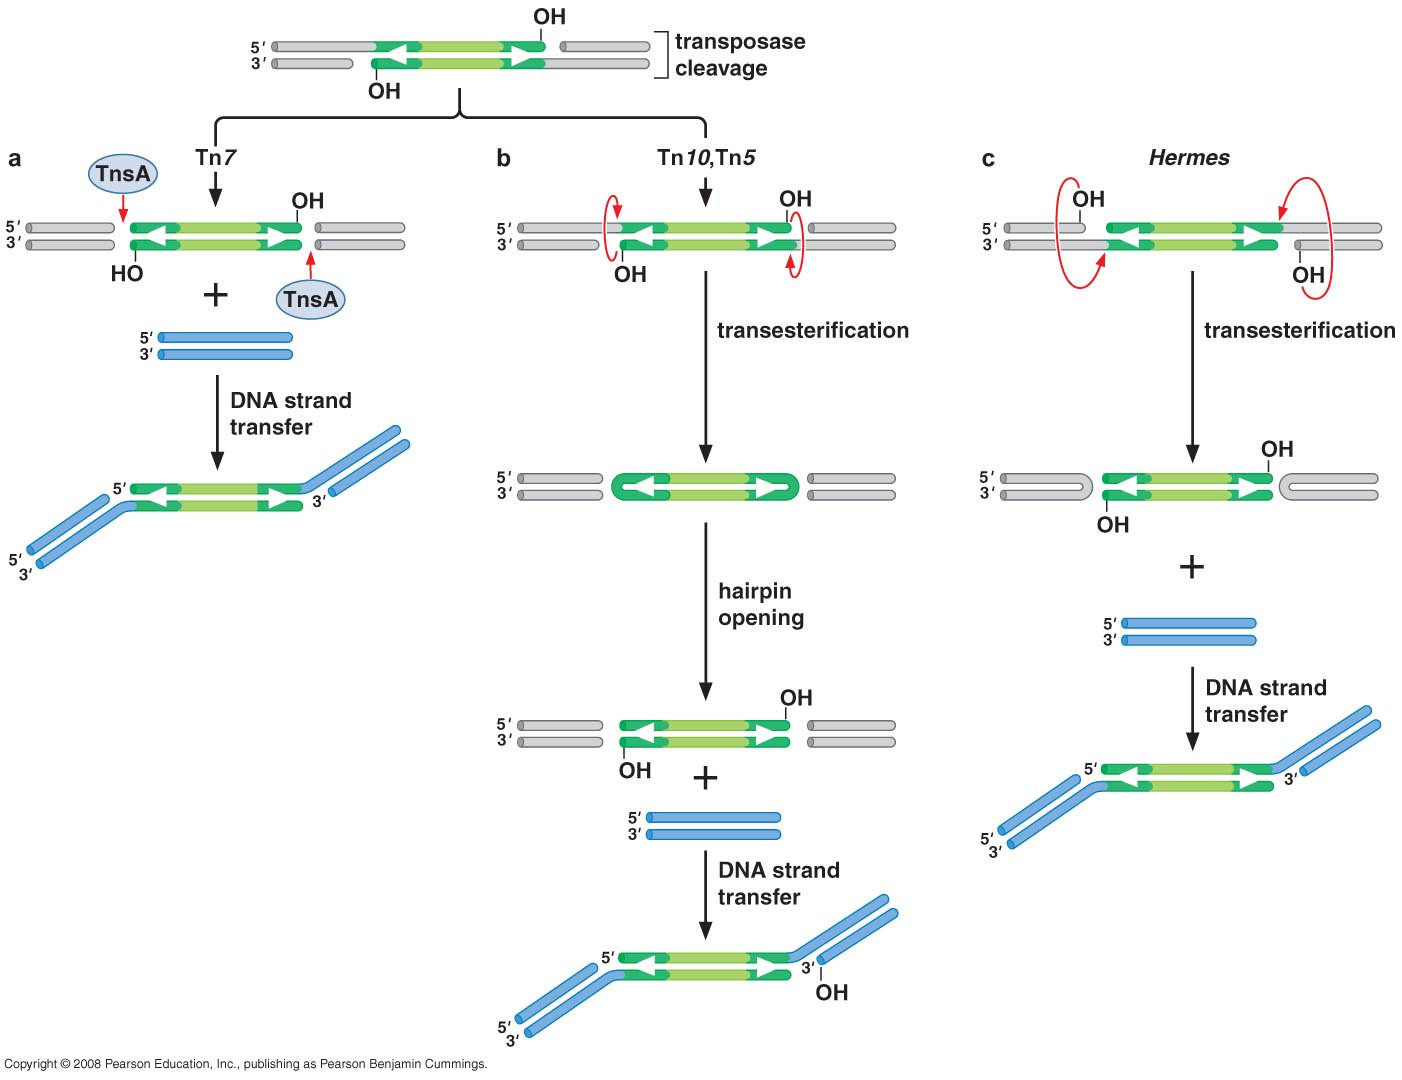 OH
5′
3′
OH
transposase
cleavage
a
Tn7
TnsA
OH
5′
3′
HO
TnsA
+
5′
3′
DNA strand
transfer
5′
3′
5′
3′
b
Tn10,Tn5
OH
5′
3′
OH
transesterification
5′
3′
hairpin
opening
OH
5′
3′
OH
+
5′
3′
DNA strand
transfer
5′
3′
OH
5′
3′
c
Hermes
OH
5′
3′
OH
transesterification
OH
5′
3′
OH
+
5′
3′
DNA strand
transfer
5′
3′
5′
3′
Copyright © 2008 Pearson Education, Inc., publishing as Pearson Benjamin Cummings.